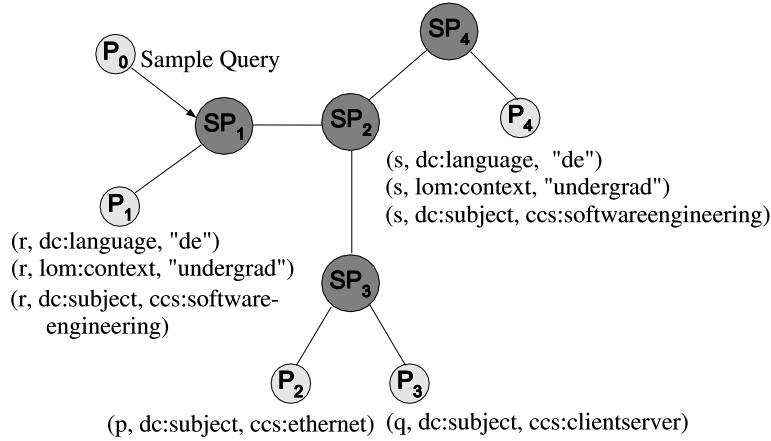 SP4
P0 Sample Query
SP1
SP2
P4
(s, dc:language, "de")
(s, lom:context, "undergrad")
(s, dc:subject, ccs:softwareengineering)
P1
(r, dc:language, "de")
(r, lom:context, "undergrad")
(r, dc:subject, ccs:software-
engineering)
SP3
P2
P3
(p, dc:subject, ccs:ethernet)
(q, dc:subject, ccs:clientserver)